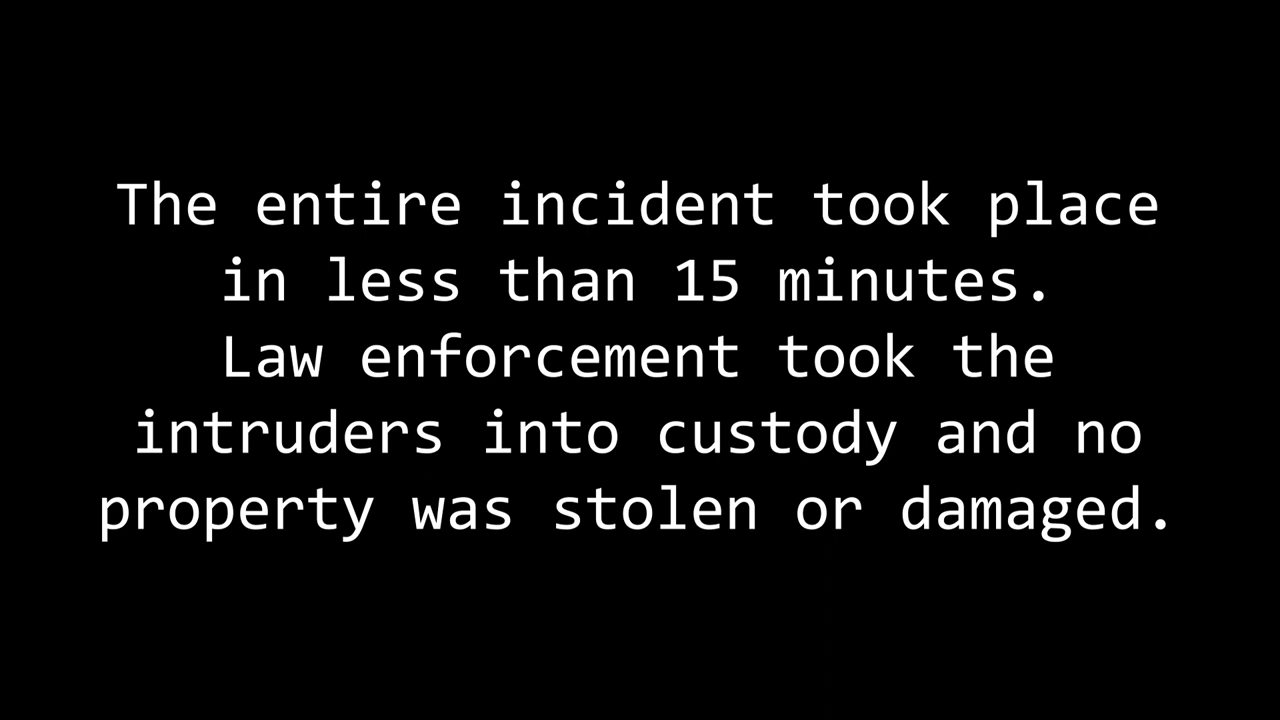 The entire incident took place
in less than 15 minutes.
Law enforcement took the
intruders into custody and no
property was stolen or damaged.